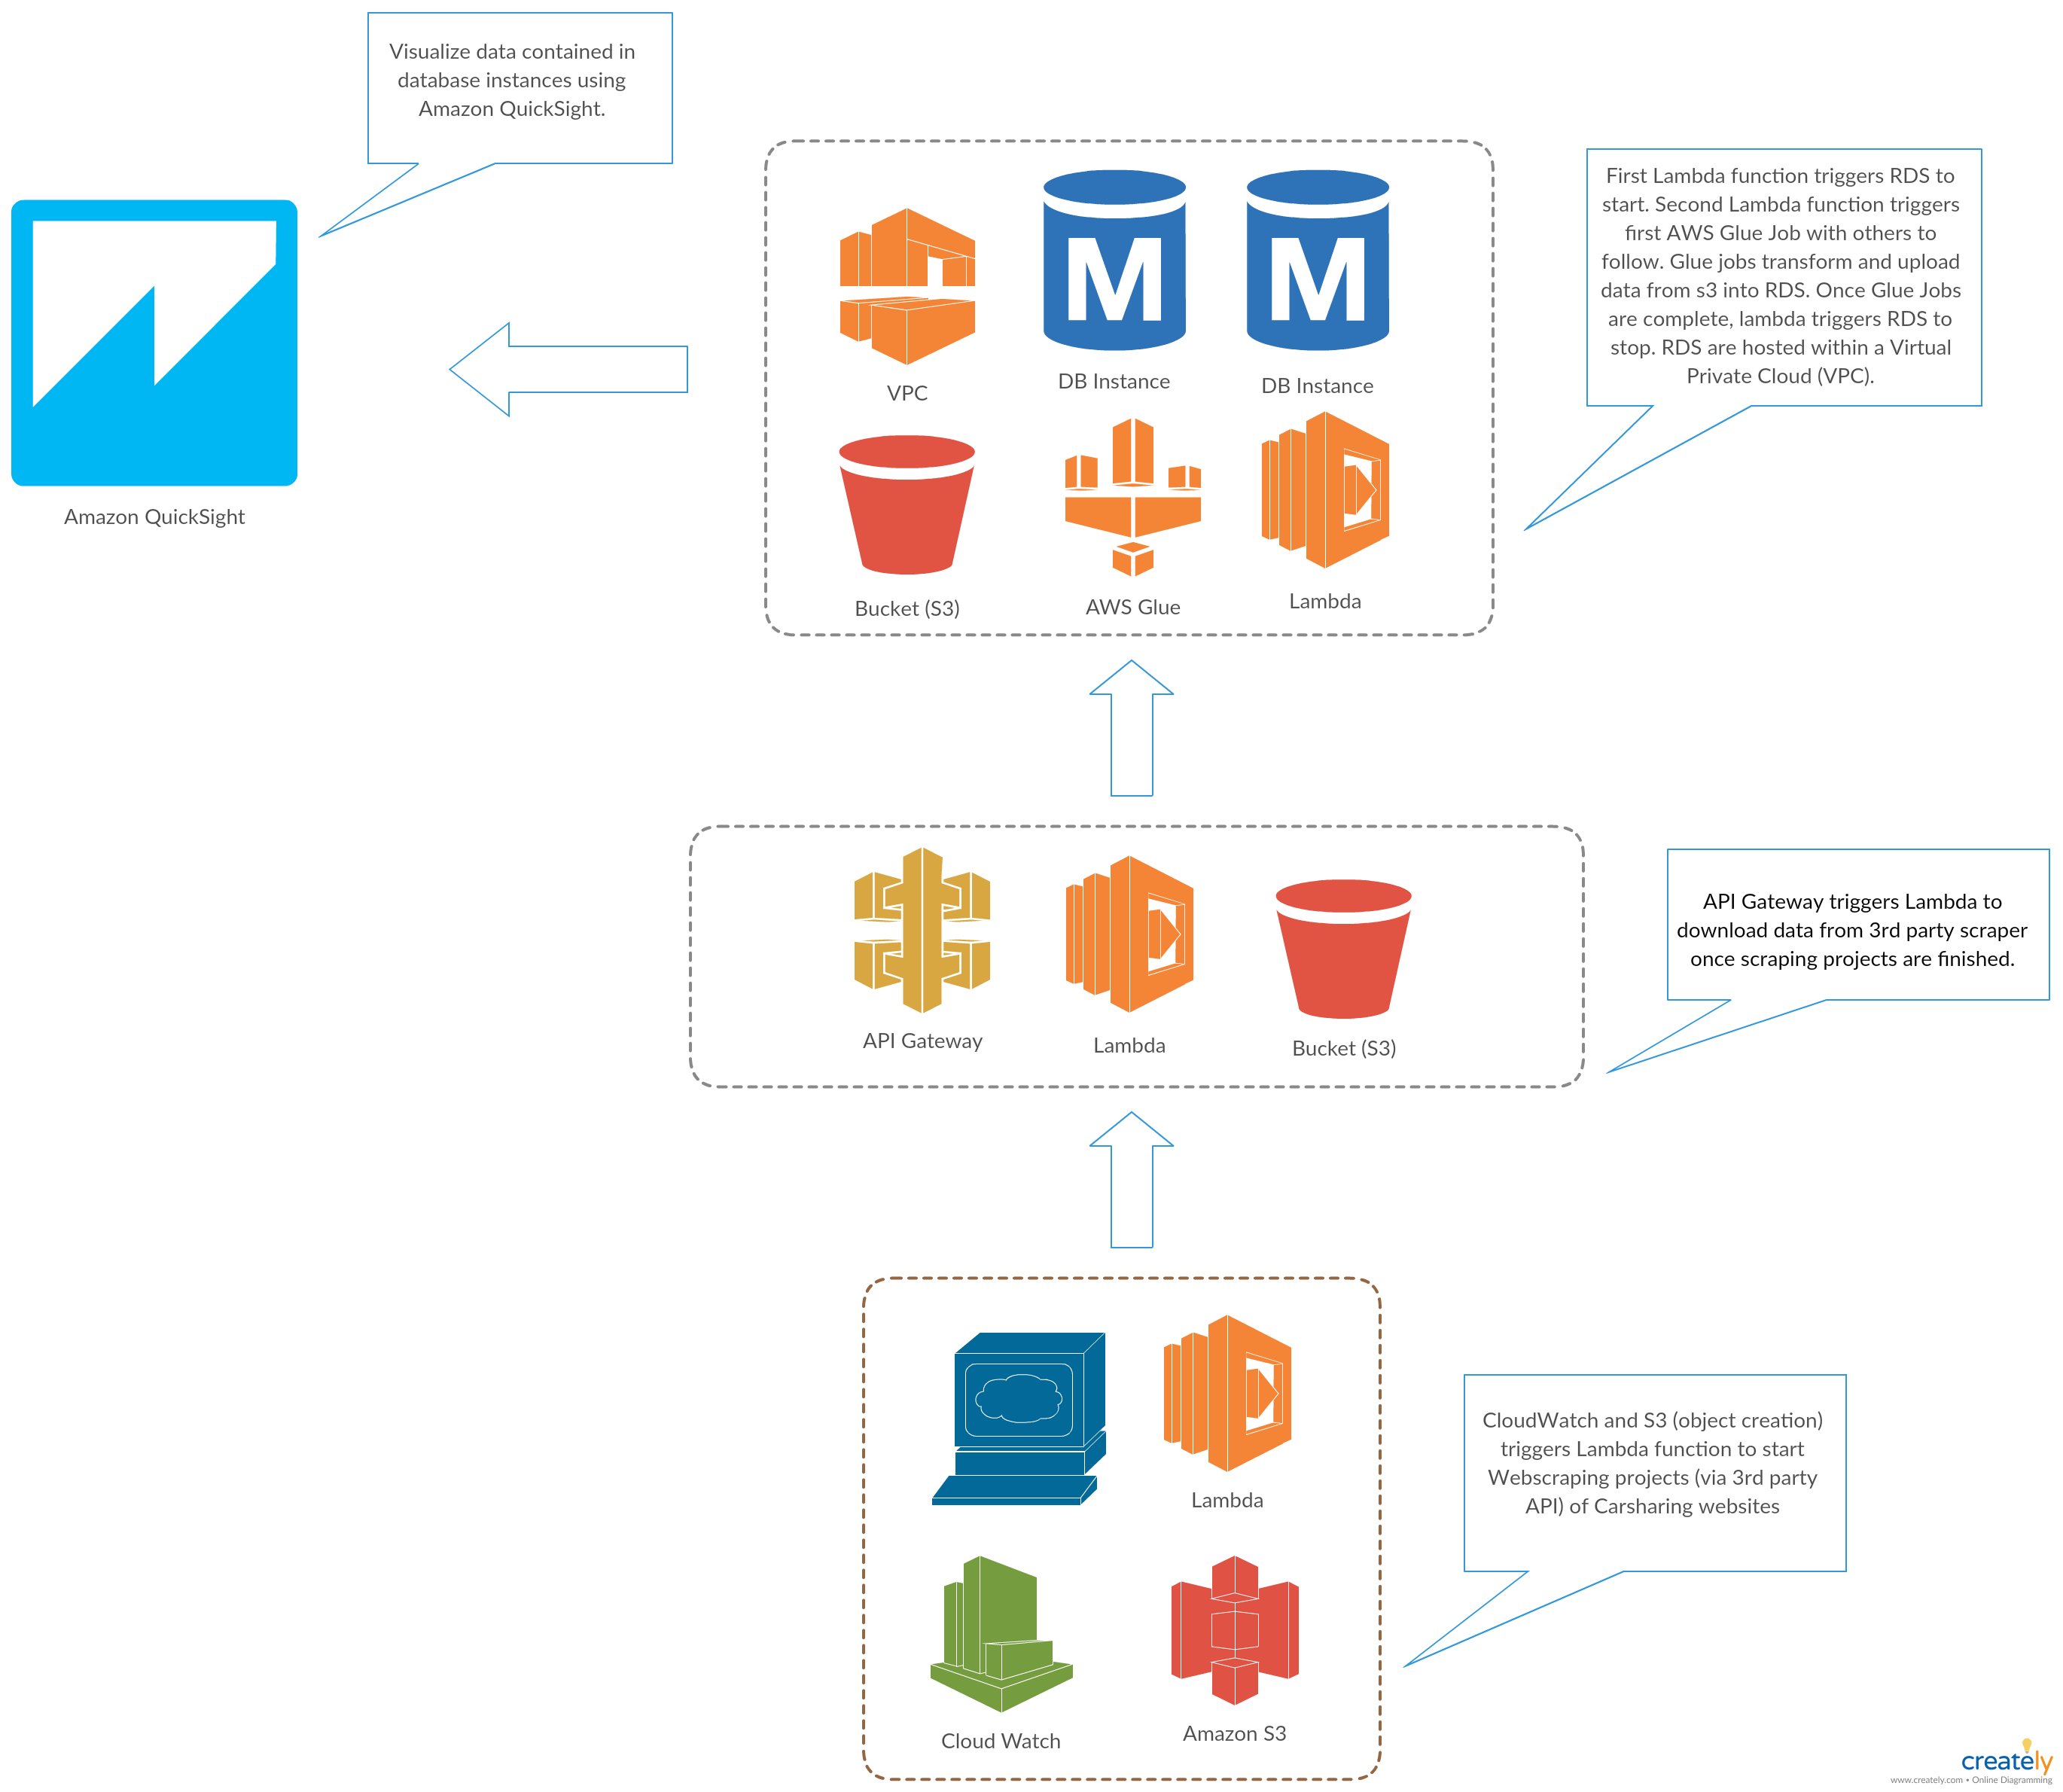 Visualize data contained in
database instances using
Amazon QuickSight.
Amazon QuickSight
M
M
VPC
DB Instance
DB Instance
Bucket (S3)
AWS Glue
Lambda
First Lambda function triggers RDS to
start. Second Lambda function triggers
first AWS Glue Job with others to
follow. Glue jobs transform and upload
data from s3 into RDS. Once Glue Jobs
are complete, lambda triggers RDS to
stop. RDS are hosted within a Virtual
Private Cloud (VPC).
API Gateway
Lambda
Bucket (S3)
API Gateway triggers Lambda to
download data from 3rd party scraper
once scraping projects are finished.
Lambda
Cloud Watch
Amazon S3
CloudWatch and S3 (object creation)
triggers Lambda function to start
Webscraping projects (via 3rd party
API) of Carsharing websites
creately
www.creately.com • Online Diagramming